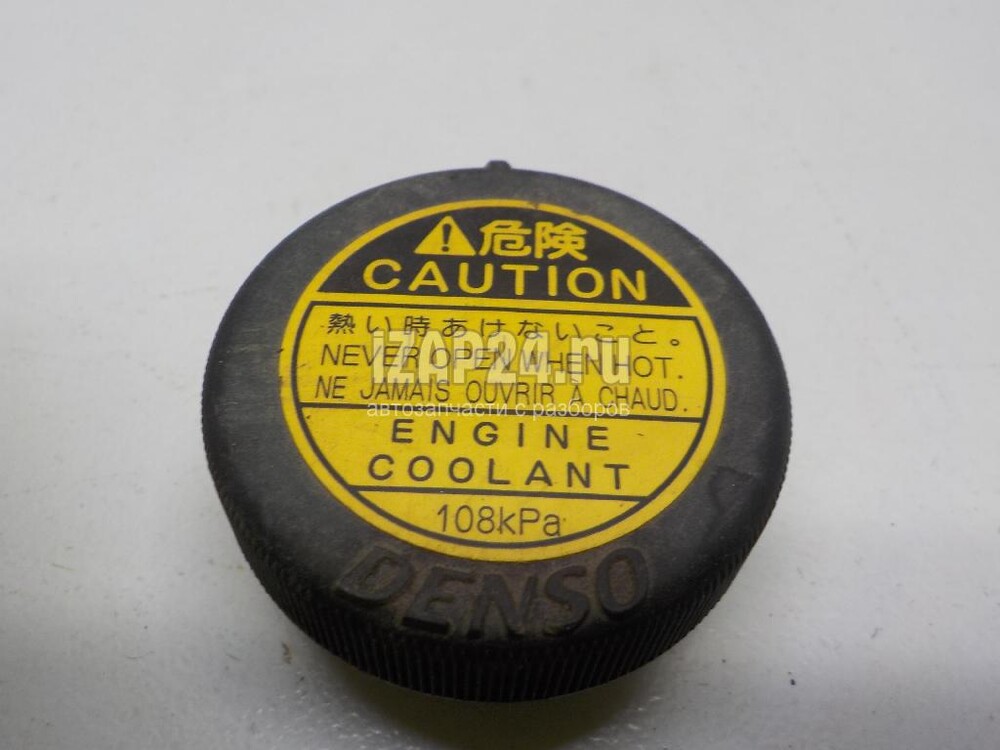 危険
CAUTION
熱い時あけないこと。
NEVER OPEN WHEN HOT.
NE JAMAIS OUVRIR À CHAUD.
ENGINE
COOLANT
108kPa
DENSO
iZAP24.ru
автозапчасти с разборов